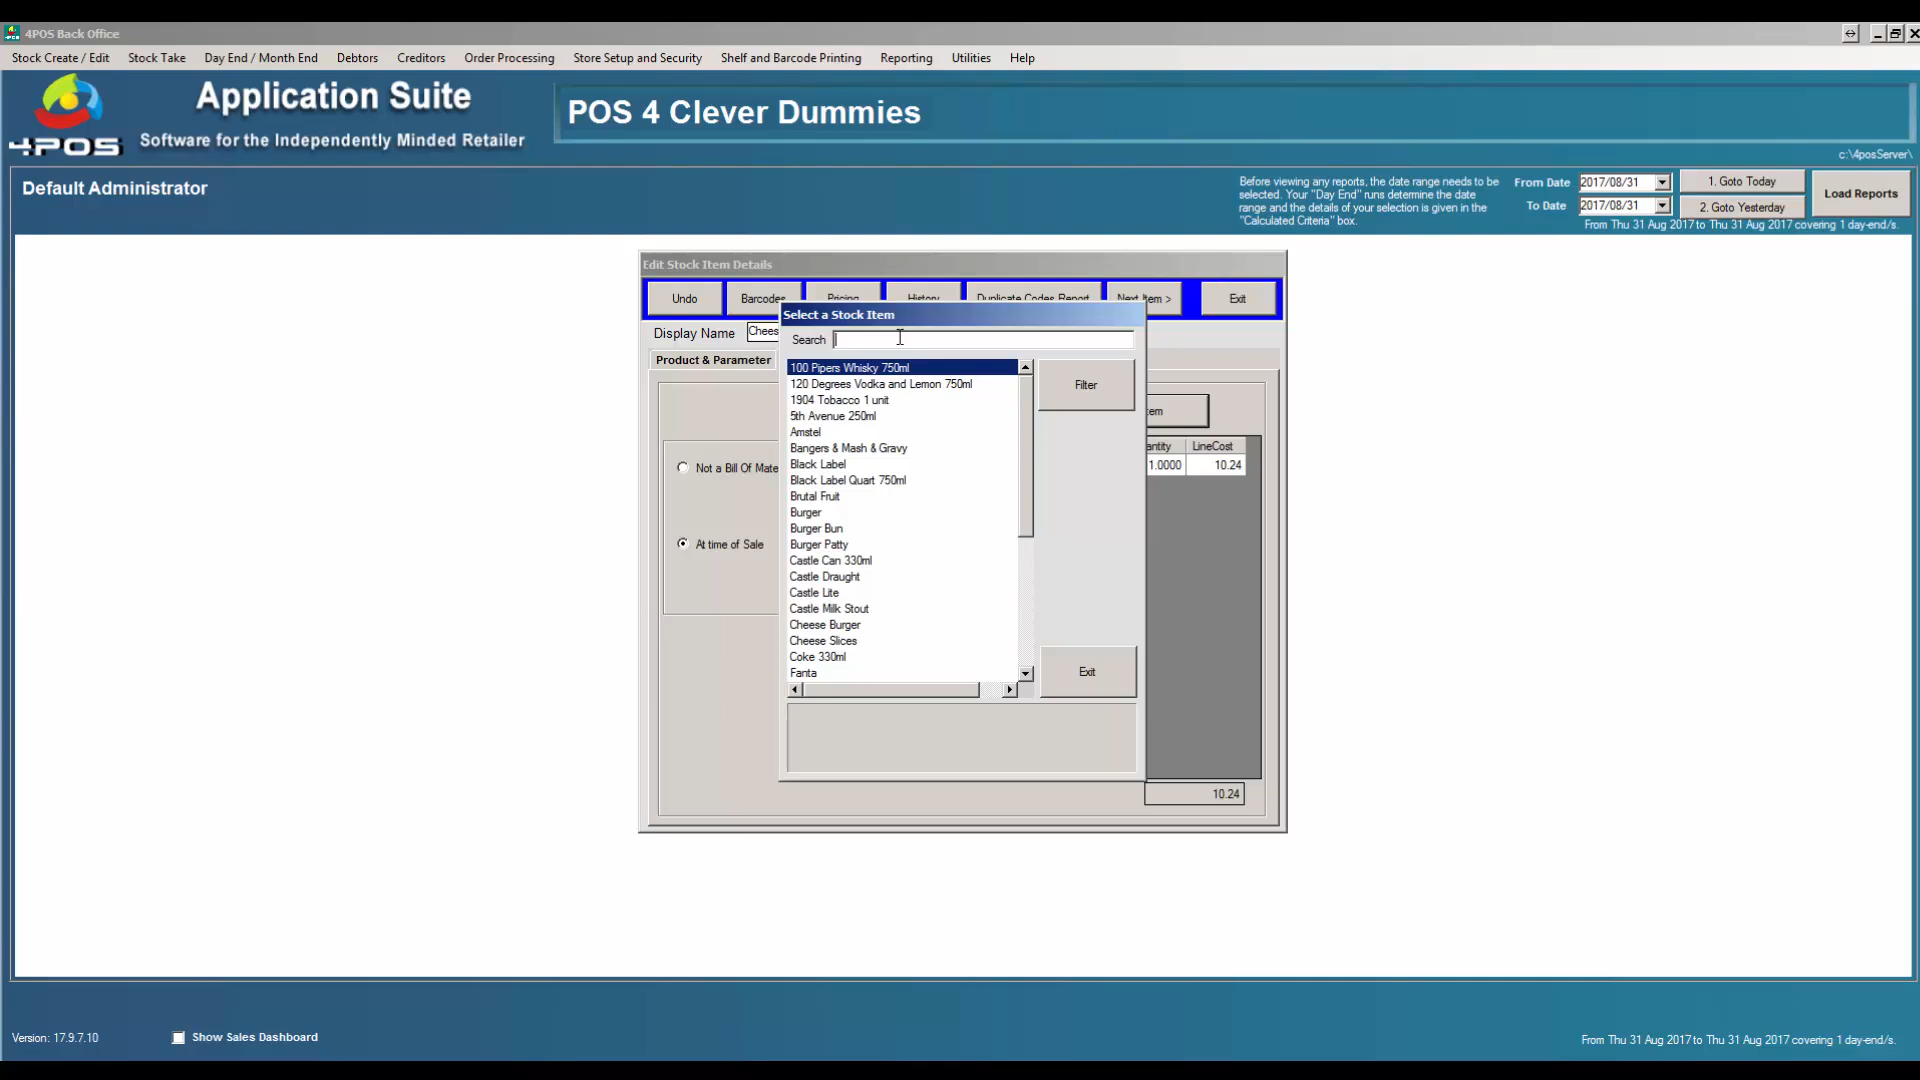 4POS Back Office
Stock Create / Edit Stock Take Day End / Month End Debtors Creditors Order Processing Store Setup and Security Shelf and Barcode Printing Reporting Utilities Help
4POS
Application Suite
Software for the Independently Minded Retailer
POS 4 Clever Dummies
c:\4posServer\
Default Administrator
Before viewing any reports, the date range needs to be
selected. Your "Day End" runs determine the date
range and the details of your selection is given in the
"Calculated Criteria" box.
From Date 2017/08/31
To Date 2017/08/31
1. Goto Today
2. Goto Yesterday
Load Reports
From Thu 31 Aug 2017 to Thu 31 Aug 2017 covering 1 day-end/s.
Edit Stock Item Details
Undo Barcodes Pricing History Duplicate Codes Report Next Item > Exit
Display Name Chees
Product & Parameter
Not a Bill Of Mate
At time of Sale
tem
antity LineCost
1.0000 10.24
10.24
Select a Stock Item
Search
Filter
100 Pipers Whisky 750ml
120 Degrees Vodka and Lemon 750ml
1904 Tobacco 1 unit
5th Avenue 250ml
Amstel
Bangers & Mash & Gravy
Black Label
Black Label Quart 750ml
Brutal Fruit
Burger
Burger Bun
Burger Patty
Castle Can 330ml
Castle Draught
Castle Lite
Castle Milk Stout
Cheese Burger
Cheese Slices
Coke 330ml
Fanta
Exit
Version: 17.9.7.10
Show Sales Dashboard
From Thu 31 Aug 2017 to Thu 31 Aug 2017 covering 1 day-end/s.